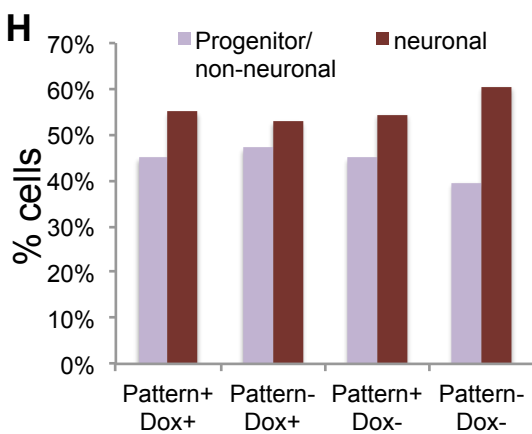 H
Progenitor/
non-neuronal
neuronal
% cells
70%
60%
50%
40%
30%
20%
10%
0%
Pattern+ Pattern- Pattern+ Pattern-
Dox+ Dox+ Dox- Dox-